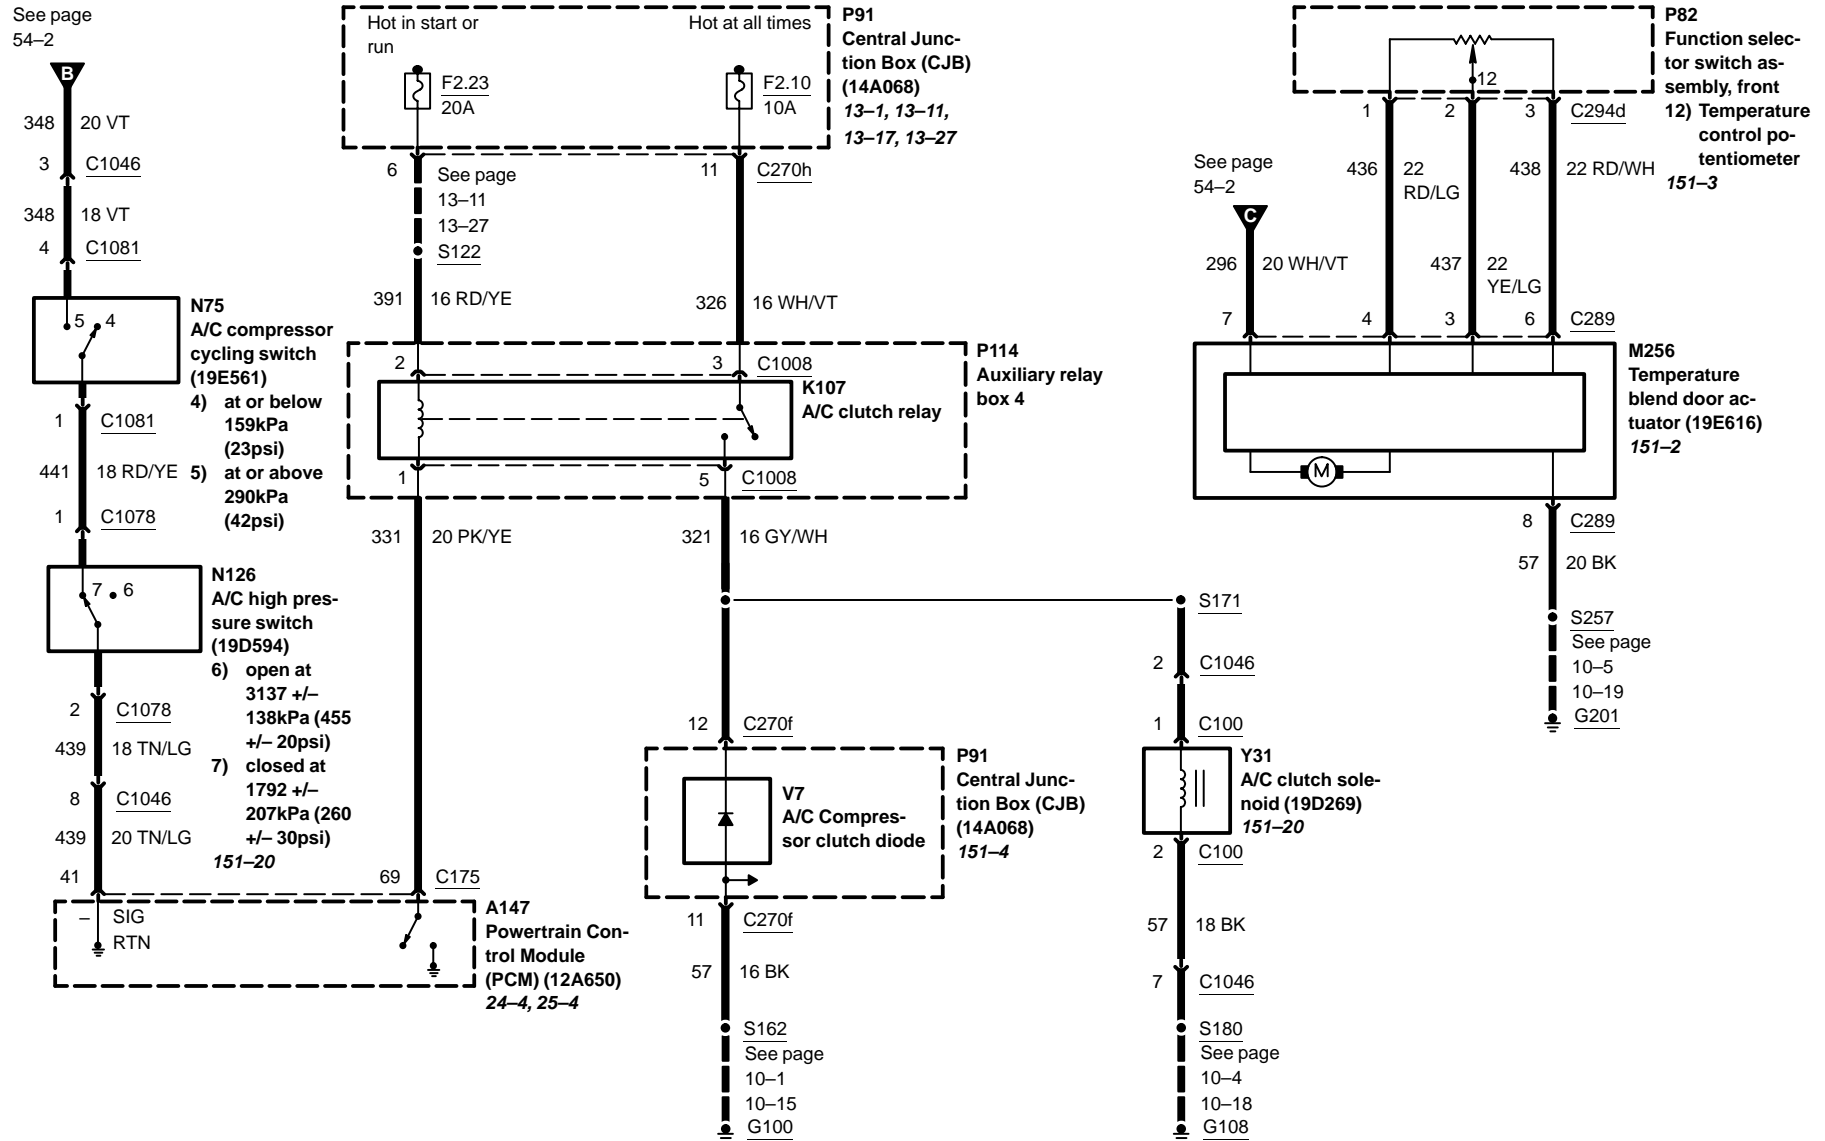 See page
54–2
B
348 20 VT
3 C1046
348 18 VT
4 C1081
5 4
N75
A/C compressor
cycling switch
(19E561)
4) at or below
159kPa
(23psi)
5) at or above
290kPa
(42psi)
1 C1081
441 18 RD/YE
1 C1078
7 6
N126
A/C high pres-
sure switch
(19D594)
6) open at
3137 +/–
138kPa (455
+/– 20psi)
7) closed at
1792 +/–
207kPa (260
+/– 30psi)
151–20
2 C1078
439 18 TN/LG
8 C1046
439 20 TN/LG
41 69 C175
– SIG
RTN
A147
Powertrain Con-
trol Module
(PCM) (12A650)
24–4, 25–4
Hot in start or
run
Hot at all times
F2.23
20A
F2.10
10A
P91
Central Junc-
tion Box (CJB)
(14A068)
13–1, 13–11,
13–17, 13–27
6 11 C270h
See page
13–11
13–27
S122
391 16 RD/YE
326 16 WH/VT
2 3 C1008
K107
A/C clutch relay
P114
Auxiliary relay
box 4
1 5 C1008
331 20 PK/YE
321 16 GY/WH
S171
2 C1046
12 C270f
1 C100
V7
A/C Compres-
sor clutch diode
P91
Central Junc-
tion Box (CJB)
(14A068)
151–4
Y31
A/C clutch sole-
noid (19D269)
151–20
11 C270f
57 16 BK
S162
See page
10–1
10–15
G100
2 C100
57 18 BK
7 C1046
S180
See page
10–4
10–18
G108
P82
Function selec-
tor switch as-
sembly, front
12) Temperature
control po-
tentiometer
151–3
12
1 2 3 C294d
See page
54–2
C
436 22
RD/LG
438 22 RD/WH
296 20 WH/VT
437 22
YE/LG
7 4 3 6 C289
M256
Temperature
blend door ac-
tuator (19E616)
151–2
M
8 C289
57 20 BK
S257
See page
10–5
10–19
G201